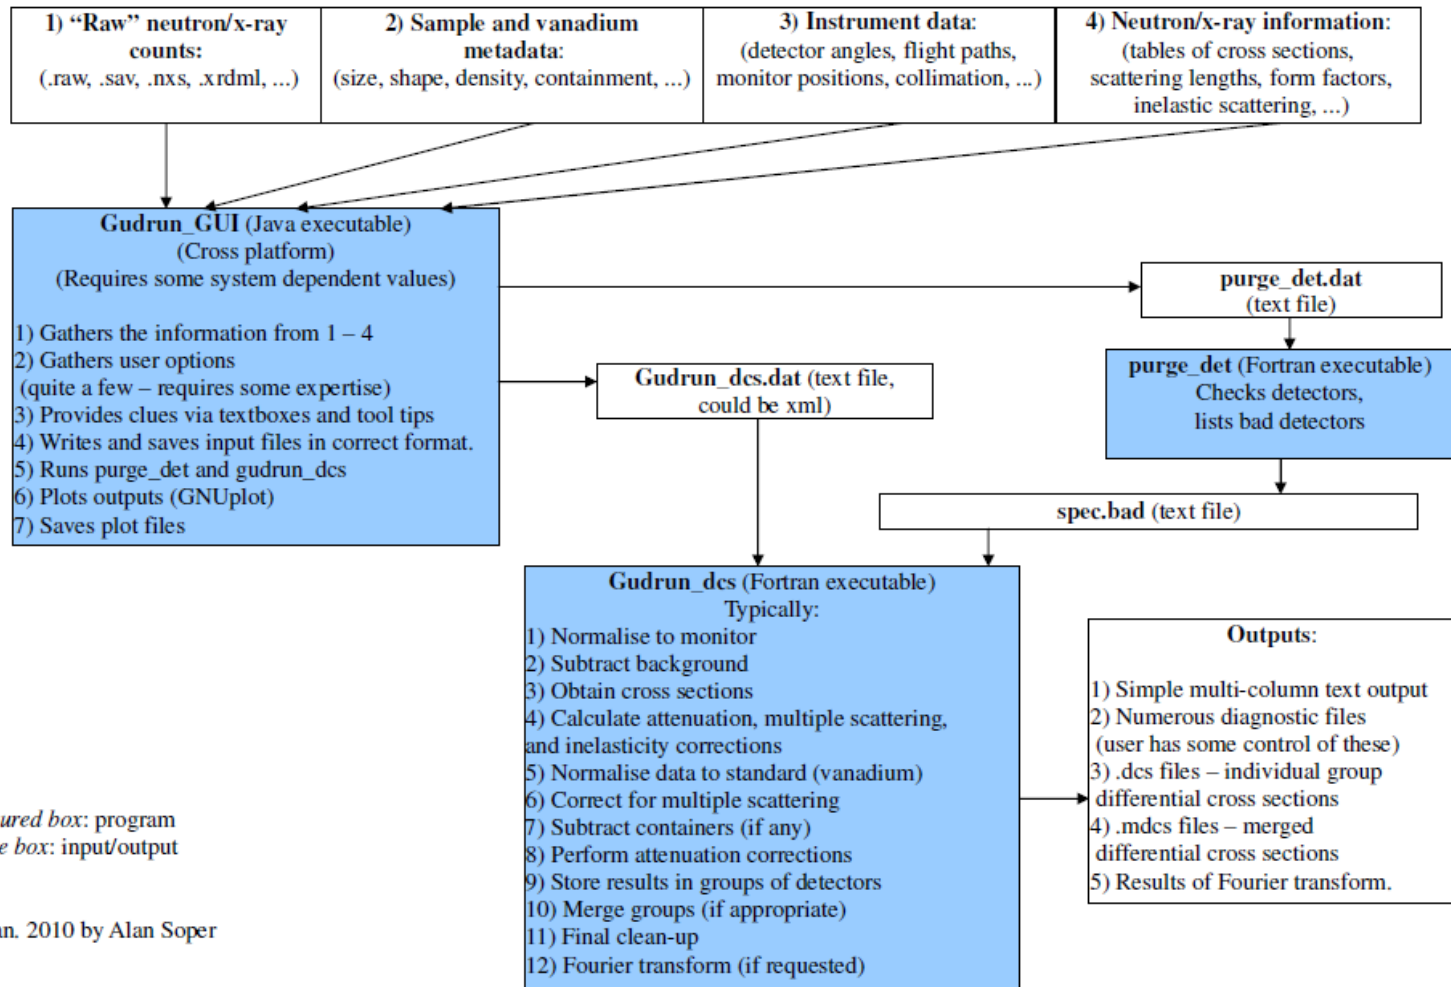 1) “Raw” neutron/x-ray
counts:
(.raw, .sav, .nxs, .xrdml, ...)
2) Sample and vanadium
metadata:
(size, shape, density, containment, ...)
3) Instrument data:
(detector angles, flight paths,
monitor positions, collimation, ...)
4) Neutron/x-ray information:
(tables of cross sections,
scattering lengths, form factors,
inelastic scattering, ...)
Gudrun_GUI (Java executable)
(Cross platform)
(Requires some system dependent values)
1) Gathers the information from 1 – 4
2) Gathers user options
(quite a few – requires some expertise)
3) Provides clues via textboxes and tool tips
4) Writes and saves input files in correct format.
5) Runs purge_det and gudrun_dcs
6) Plots outputs (GNUplot)
7) Saves plot files
purge_det.dat
(text file)
purge_det (Fortran executable)
Checks detectors,
lists bad detectors
Gudrun_dcs.dat (text file,
could be xml)
spec.bad (text file)
Gudrun_dcs (Fortran executable)
Typically:
1) Normalise to monitor
2) Subtract background
3) Obtain cross sections
4) Calculate attenuation, multiple scattering,
and inelasticity corrections
5) Normalise data to standard (vanadium)
6) Correct for multiple scattering
7) Subtract containers (if any)
8) Perform attenuation corrections
9) Store results in groups of detectors
10) Merge groups (if appropriate)
11) Final clean-up
12) Fourier transform (if requested)
Outputs:
1) Simple multi-column text output
2) Numerous diagnostic files
(user has some control of these)
3) .dcs files – individual group
differential cross sections
4) .mdcs files – merged
differential cross sections
5) Results of Fourier transform.
ured box: program
e box: input/output
an. 2010 by Alan Soper